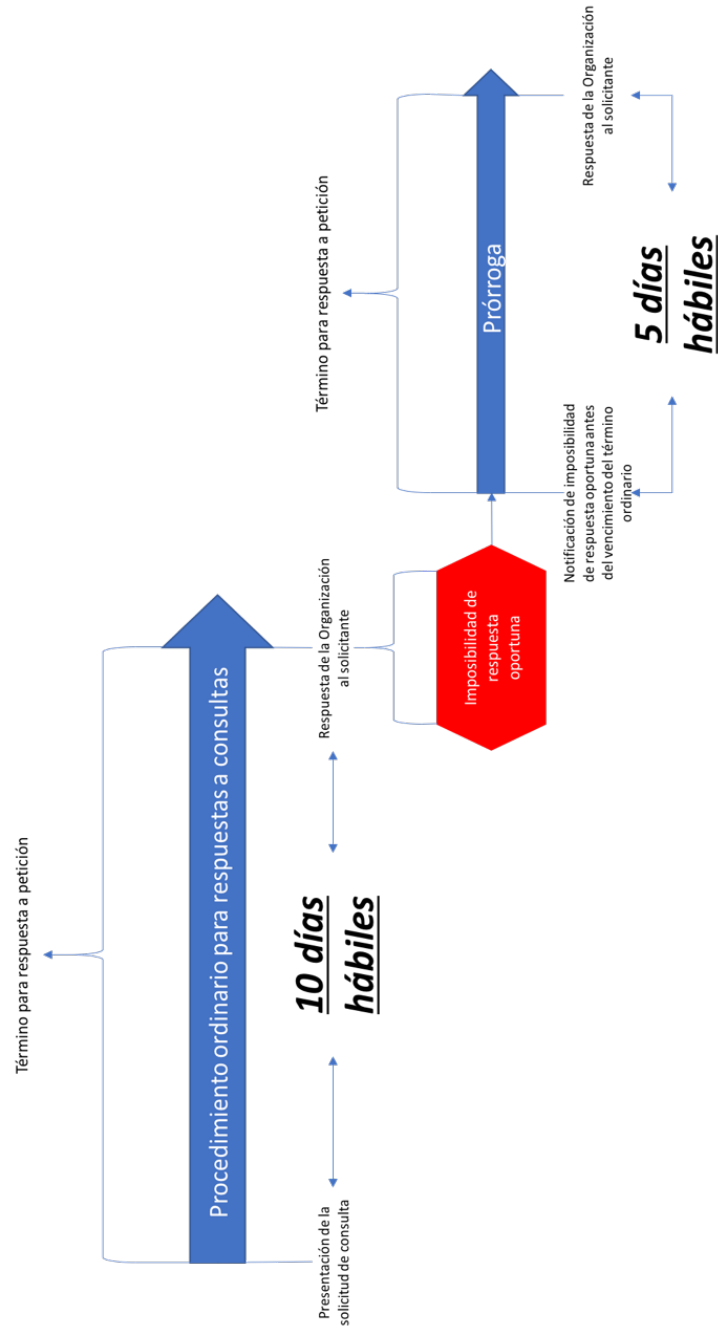 Término para respuesta a petición
Procedimiento ordinario para respuestas a consultas
Presentación de la
solicitud de consulta
10 días
hábiles
Respuesta de la Organización
al solicitante
Imposibilidad de
respuesta
oportuna
Término para respuesta a petición
Prórroga
Notificación de imposibilidad
de respuesta oportuna antes
del vencimiento del término
ordinario
5 días
hábiles
Respuesta de la Organización
al solicitante